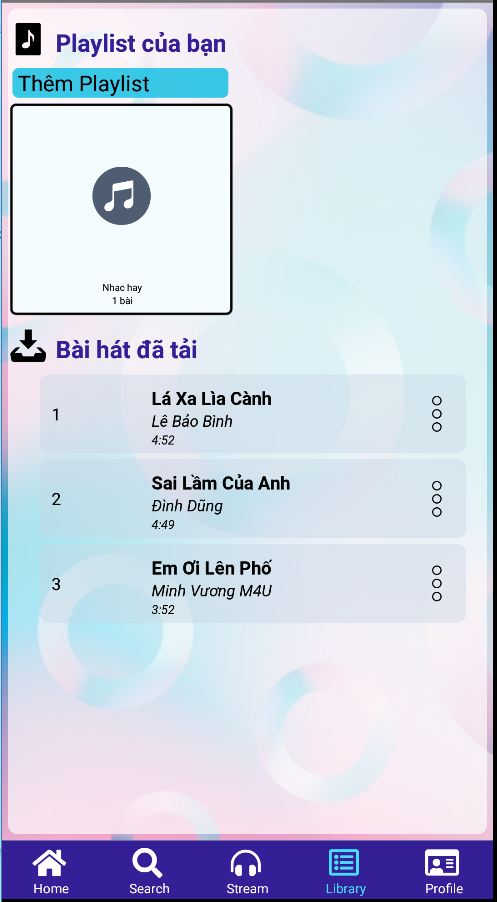 Playlist của bạn
Thêm Playlist
Nhac hay
1 bài
Bài hát đã tải
1
Lá Xa Lìa Cành
Lê Bảo Bình
4:52
2
Sai Lầm Của Anh
Đình Dũng
4:49
3
Em Ơi Lên Phố
Minh Vương M4U
3:52
Home Search Stream Library Profile